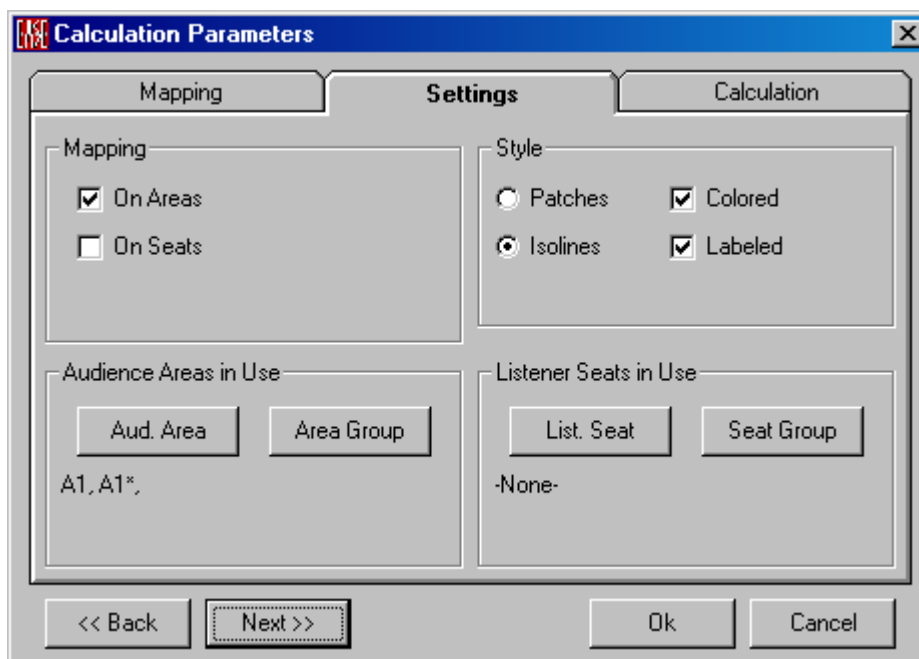 EASE
Calculation Parameters
Mapping Settings Calculation
Mapping
On Areas
On Seats
Style
Patches Colored
Isolines Labeled
Audience Areas in Use
Aud. Area Area Group
A1, A1*,
Listener Seats in Use
List. Seat Seat Group
-None-
<< Back Next >> Ok Cancel